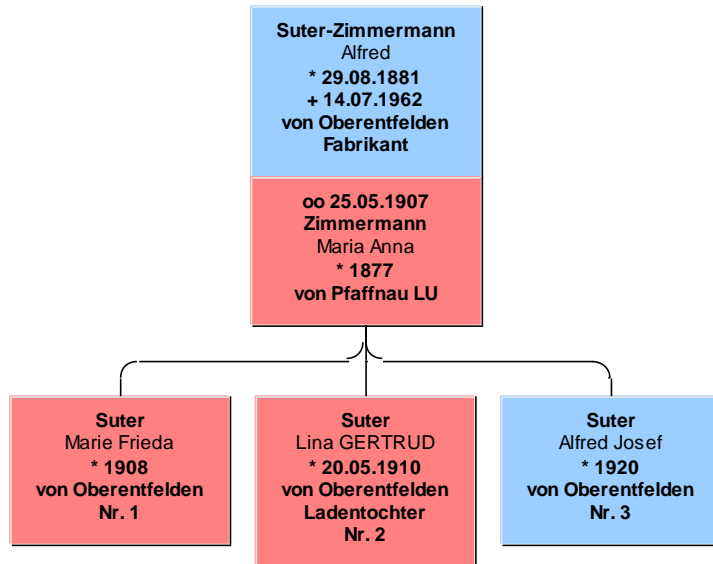 Suter-Zimmermann
Alfred
* 29.08.1881
+ 14.07.1962
von Oberentfelden
Fabrikant
oo 25.05.1907
Zimmermann
Maria Anna
* 1877
von Pfaffnau LU
Suter
Marie Frieda
* 1908
von Oberentfelden
Nr. 1
Suter
Lina GERTRUD
* 20.05.1910
von Oberentfelden
Ladentochter
Nr. 2
Suter
Alfred Josef
* 1920
von Oberentfelden
Nr. 3